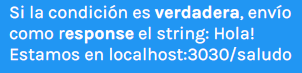 Si la condición es verdadera, envío
como response el string: Hola!
Estamos en localhost:3030/saludo